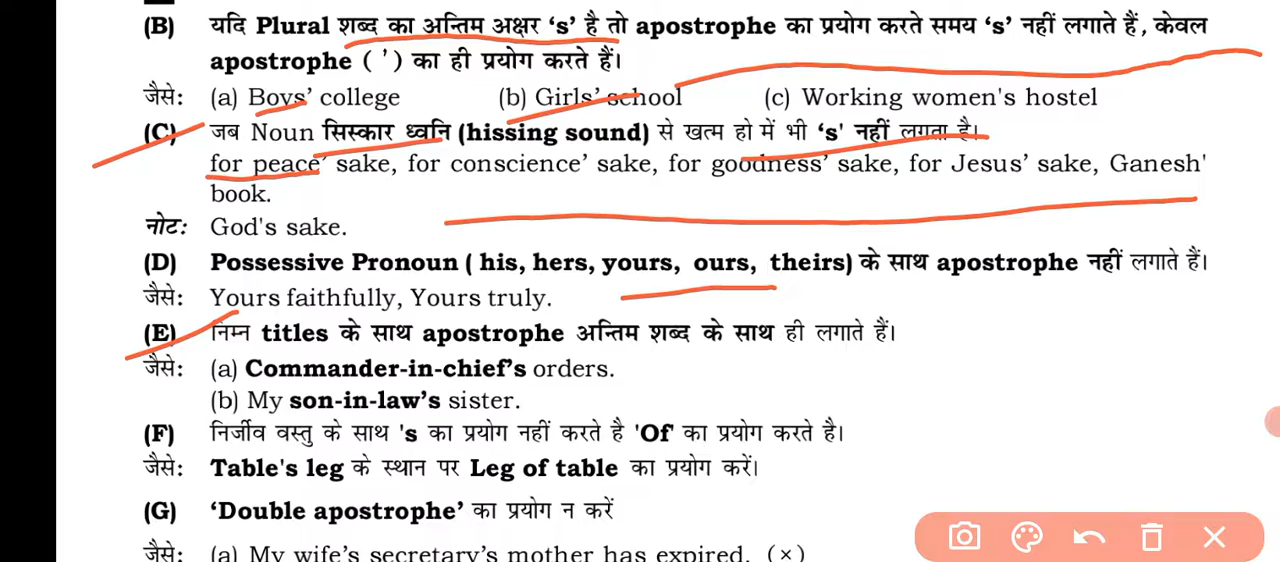 (B) यदि Plural शब्द का अन्तिम अक्षर ‘s’ है तो apostrophe का प्रयोग करते समय ‘s’ नहीं लगाते हैं, केवल
apostrophe ( ' ) का ही प्रयोग करते हैं।
जैसे: (a) Boys’ college (b) Girls’ school (c) Working women's hostel
(C) जब Noun सिस्कार ध्वनि (hissing sound) से खत्म हो में भी ‘s' नहीं लगता है।
for peace’ sake, for conscience’ sake, for goodness’ sake, for Jesus’ sake, Ganesh'
book.
नोट: God's sake.
(D) Possessive Pronoun ( his, hers, yours, ours, theirs) के साथ apostrophe नहीं लगाते हैं।
जैसे: Yours faithfully, Yours truly.
(E) निम्न titles के साथ apostrophe अन्तिम शब्द के साथ ही लगाते हैं।
जैसे: (a) Commander-in-chief’s orders.
(b) My son-in-law’s sister.
(F) निर्जीव वस्तु के साथ 's का प्रयोग नहीं करते है 'Of' का प्रयोग करते है।
जैसे: Table's leg के स्थान पर Leg of table का प्रयोग करें।
(G) ‘Double apostrophe’ का प्रयोग न करें
जैसे: (a) My wife’s secretary’s mother has expired. (×)